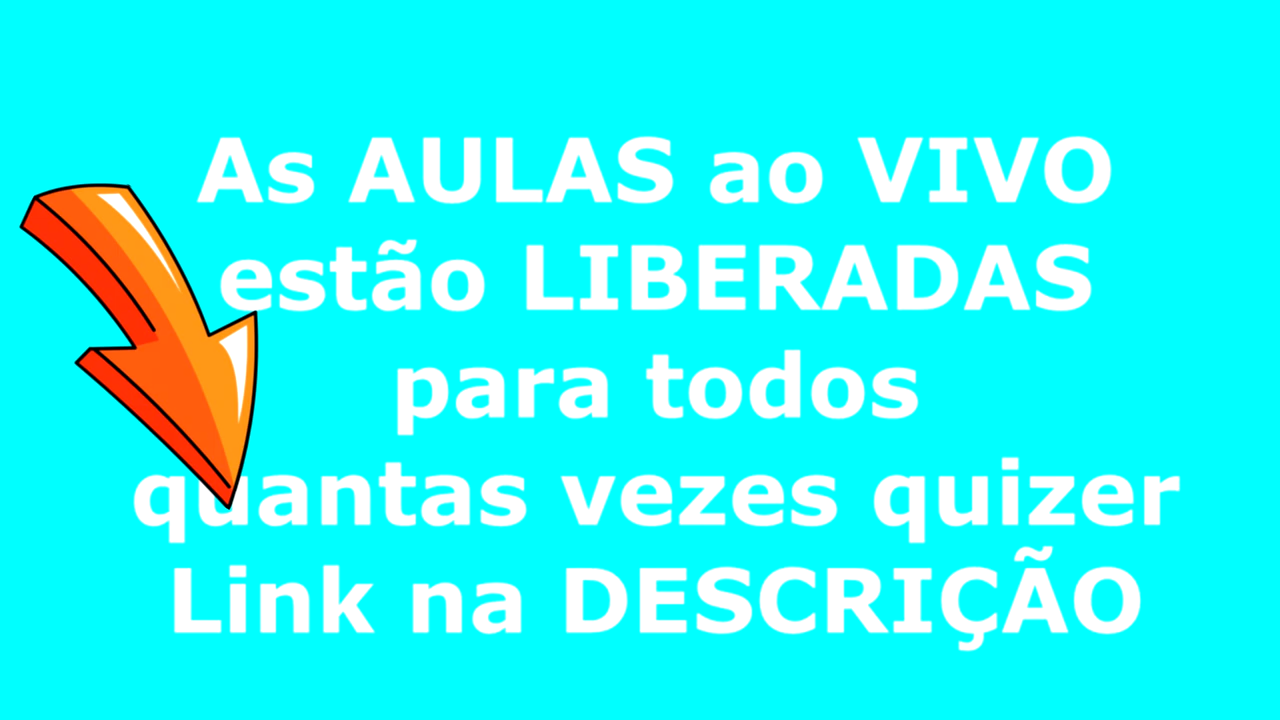 As AULAS ao VIVO
estão LIBERADAS
para todos
quantas vezes quizer
Link na DESCRIÇÃO